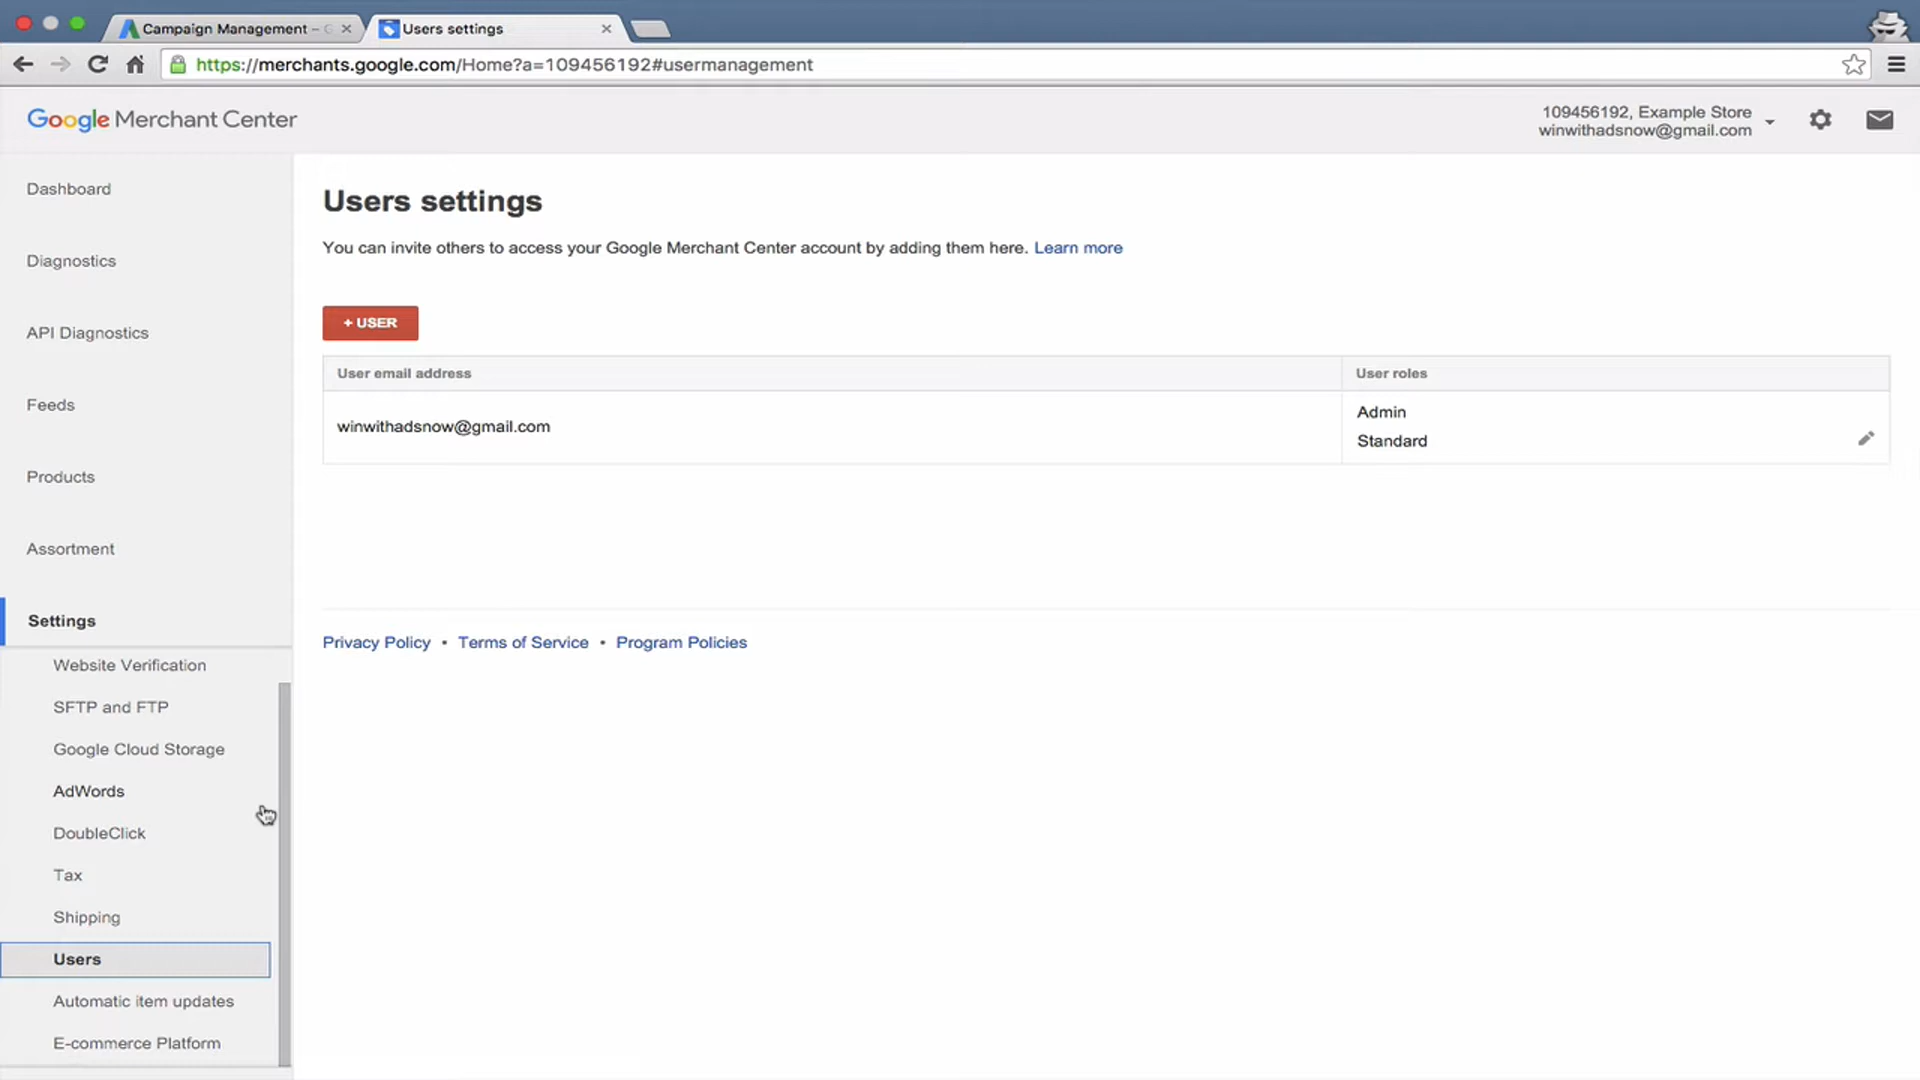 Campaign Management –
Users settings
https://merchants.google.com/Home?a=109456192#usermanagement
Google Merchant Center
109456192, Example Store
winwithadsnow@gmail.com
Dashboard
Diagnostics
API Diagnostics
Feeds
Products
Assortment
Settings
Website Verification
SFTP and FTP
Google Cloud Storage
AdWords
DoubleClick
Tax
Shipping
Users
Automatic item updates
E-commerce Platform
Users settings
You can invite others to access your Google Merchant Center account by adding them here. Learn more
+ USER
User email address
User roles
winwithadsnow@gmail.com
Admin
Standard
Privacy Policy • Terms of Service • Program Policies